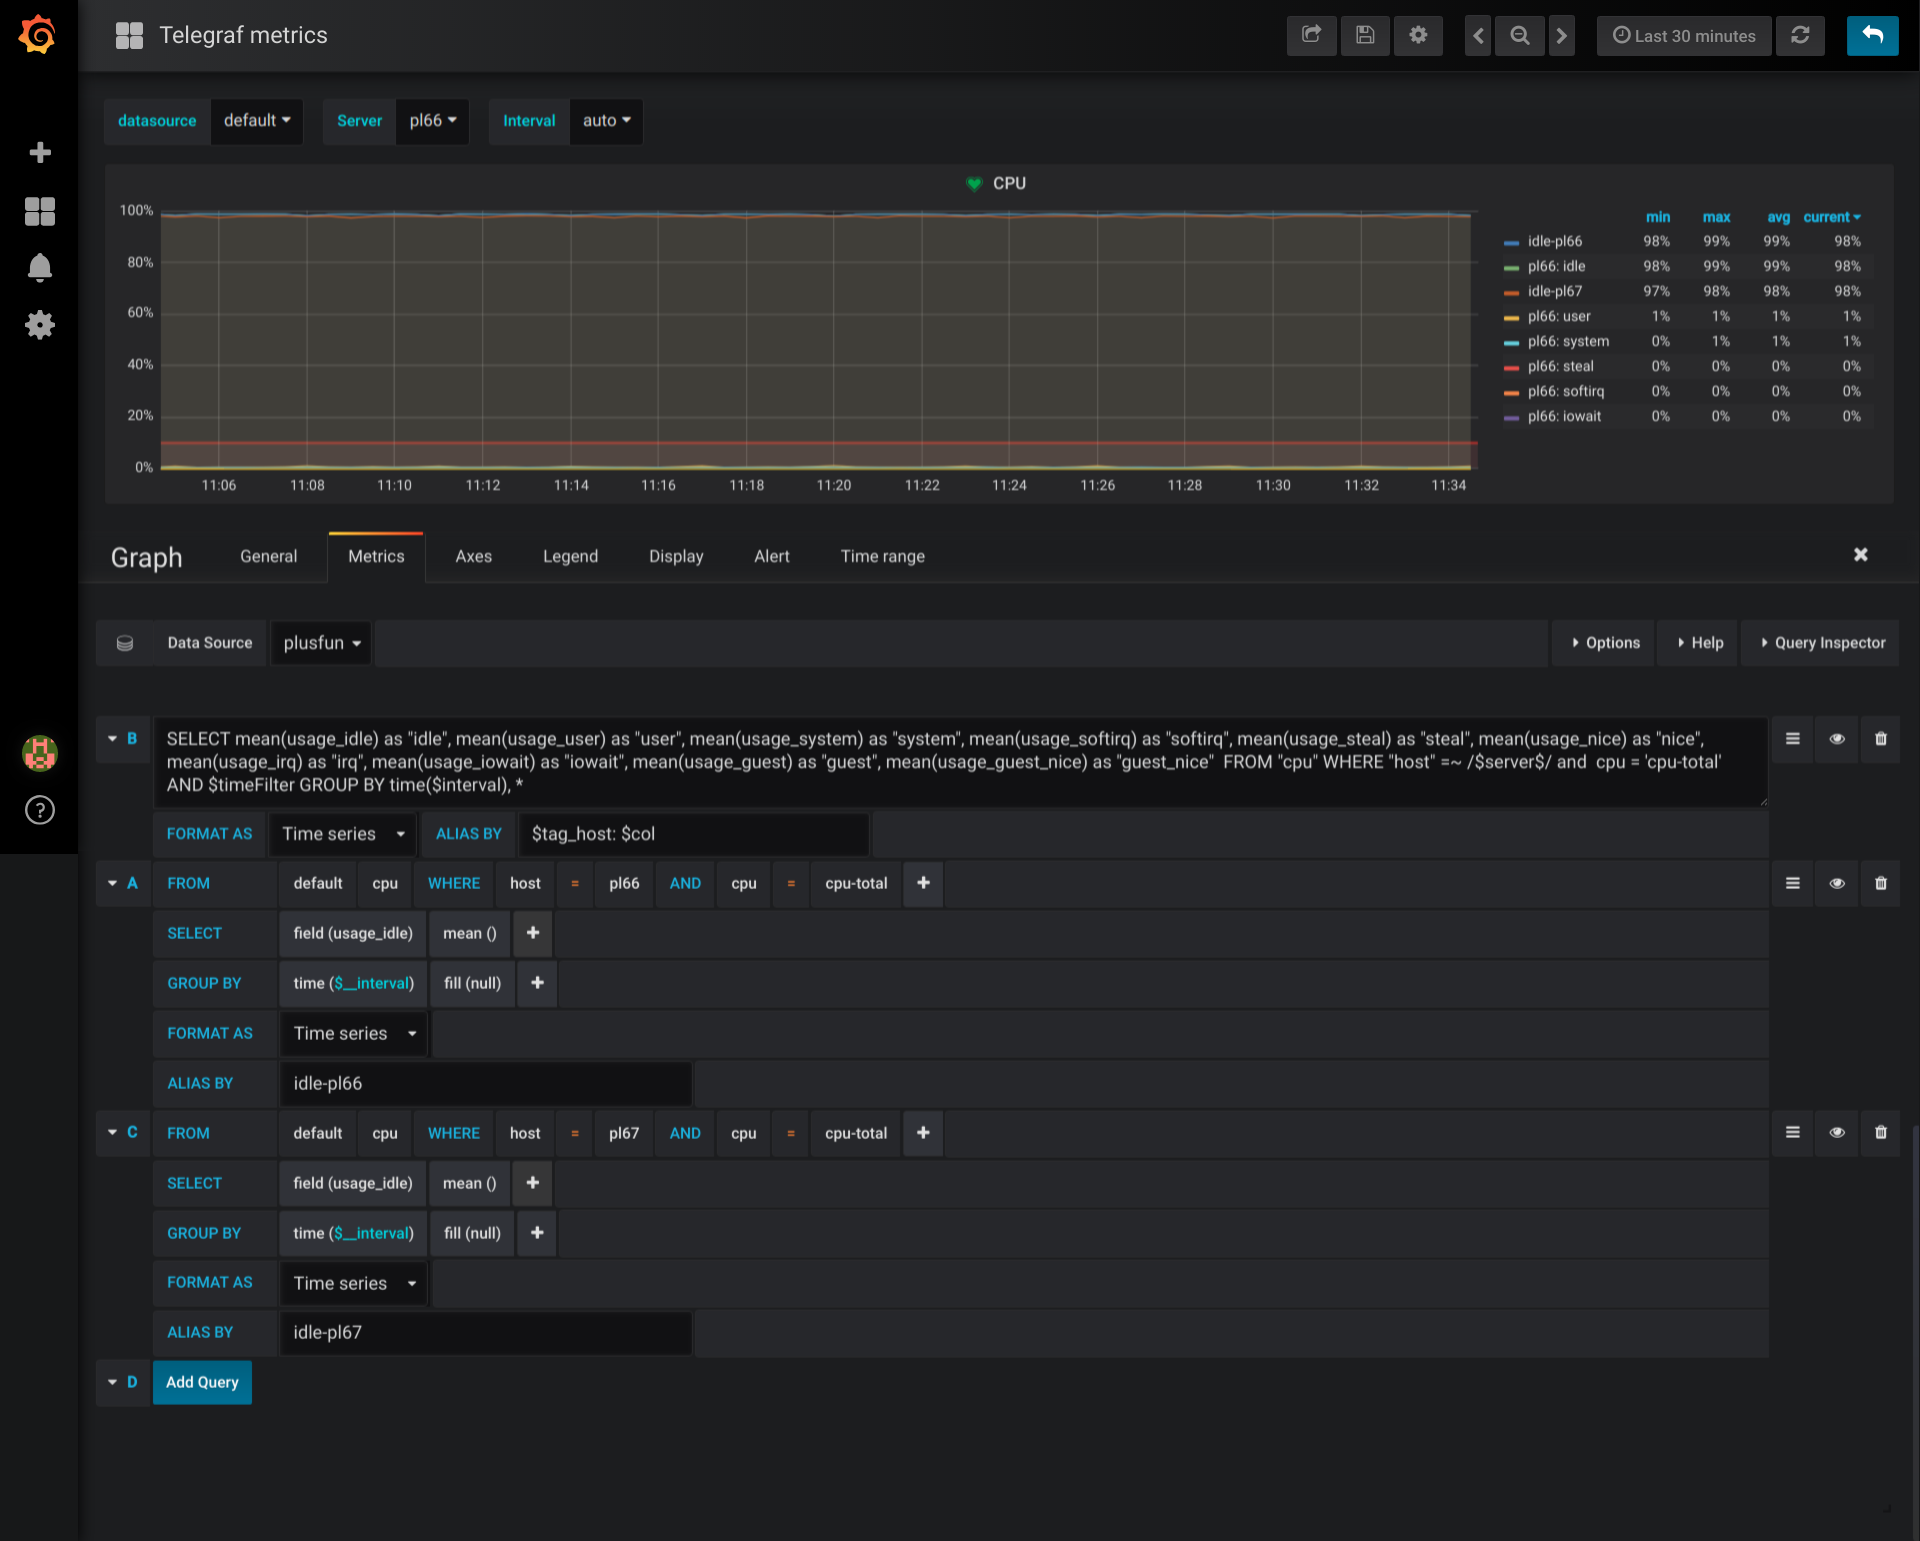 Telegraf metrics
Last 30 minutes
datasource default Server pl66 Interval auto
CPU
100%
80%
60%
40%
20%
0%
11:06 11:08 11:10 11:12 11:14 11:16 11:18 11:20 11:22 11:24 11:26 11:28 11:30 11:32 11:34
min max avg current
idle-pl66 98% 99% 99% 98%
pl66: idle 98% 99% 99% 98%
idle-pl67 97% 98% 98% 98%
pl66: user 1% 1% 1% 1%
pl66: system 0% 1% 1% 1%
pl66: steal 0% 0% 0% 0%
pl66: softirq 0% 0% 0% 0%
pl66: iowait 0% 0% 0% 0%
Graph General Metrics Axes Legend Display Alert Time range
Data Source plusfun Options Help Query Inspector
B SELECT mean(usage_idle) as "idle", mean(usage_user) as "user", mean(usage_system) as "system", mean(usage_softirq) as "softirq", mean(usage_steal) as "steal", mean(usage_nice) as "nice",
mean(usage_irq) as "irq", mean(usage_iowait) as "iowait", mean(usage_guest) as "guest", mean(usage_guest_nice) as "guest_nice"  FROM "cpu" WHERE "host" =~ /$server$/ and  cpu = 'cpu-total'
AND $timeFilter GROUP BY time($interval), *
FORMAT AS Time series ALIAS BY $tag_host: $col
A FROM default cpu WHERE host = pl66 AND cpu = cpu-total +
SELECT field (usage_idle) mean () +
GROUP BY time ($__interval) fill (null) +
FORMAT AS Time series
ALIAS BY idle-pl66
C FROM default cpu WHERE host = pl67 AND cpu = cpu-total +
SELECT field (usage_idle) mean () +
GROUP BY time ($__interval) fill (null) +
FORMAT AS Time series
ALIAS BY idle-pl67
D Add Query